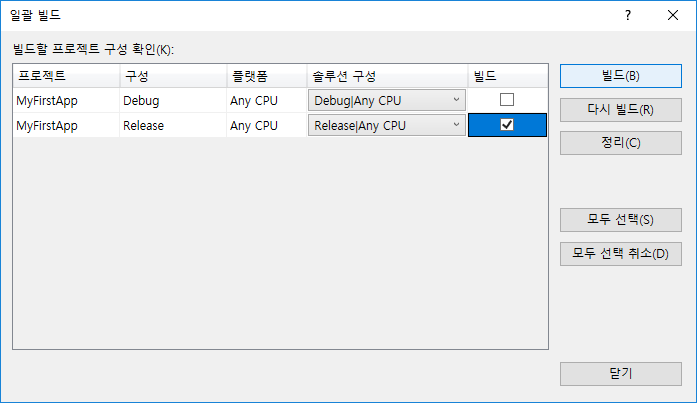 일괄 빌드
빌드할 프로젝트 구성 확인(K):
프로젝트 구성 플랫폼 솔루션 구성 빌드
MyFirstApp Debug Any CPU Debug|Any CPU
MyFirstApp Release Any CPU Release|Any CPU
빌드(B)
다시 빌드(R)
정리(C)
모두 선택(S)
모두 선택 취소(D)
닫기